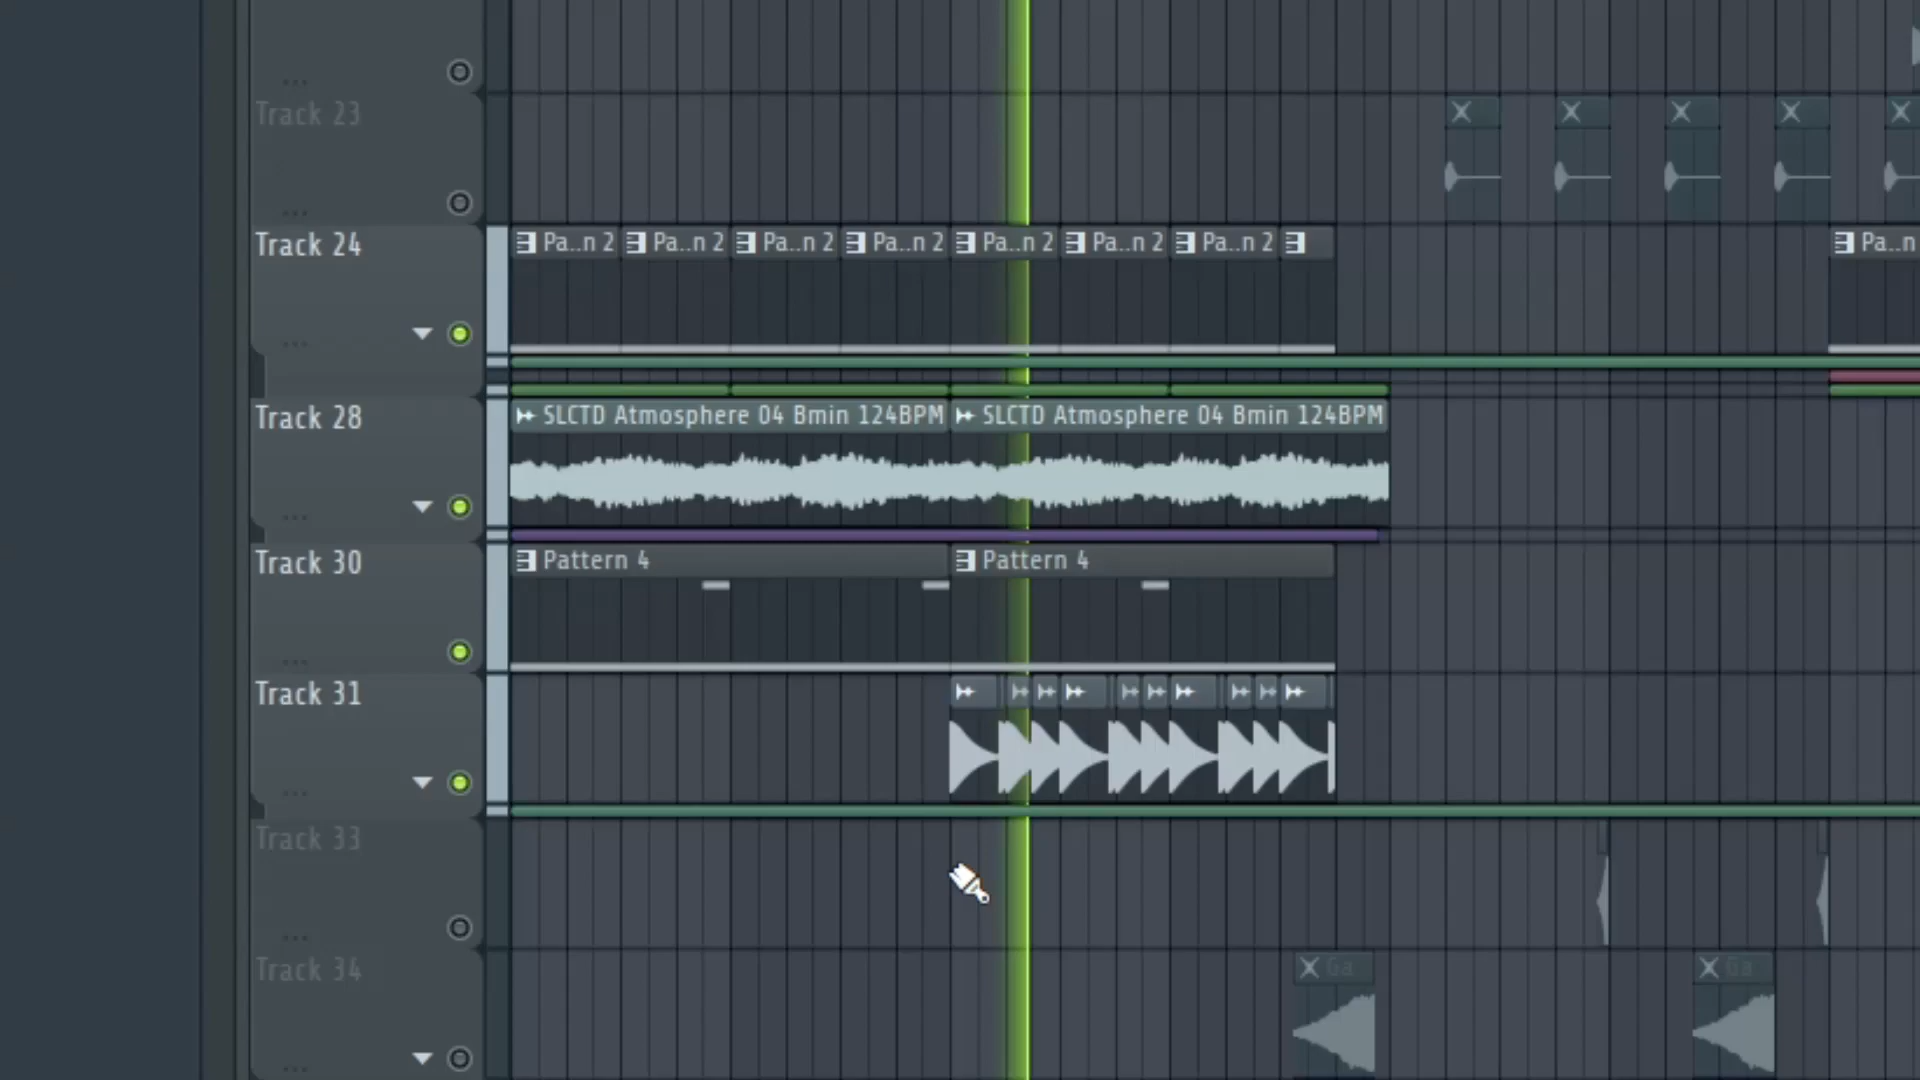 Track 23
Track 24
Pa..n 2 Pa..n 2 Pa..n 2 Pa..n 2 Pa..n 2 Pa..n 2 Pa..n 2 Pa..n
Track 28
SLCTD Atmosphere 04 Bmin 124BPM SLCTD Atmosphere 04 Bmin 124BPM
Track 30
Pattern 4 Pattern 4
Track 31
Track 33
Track 34
Ga Ga